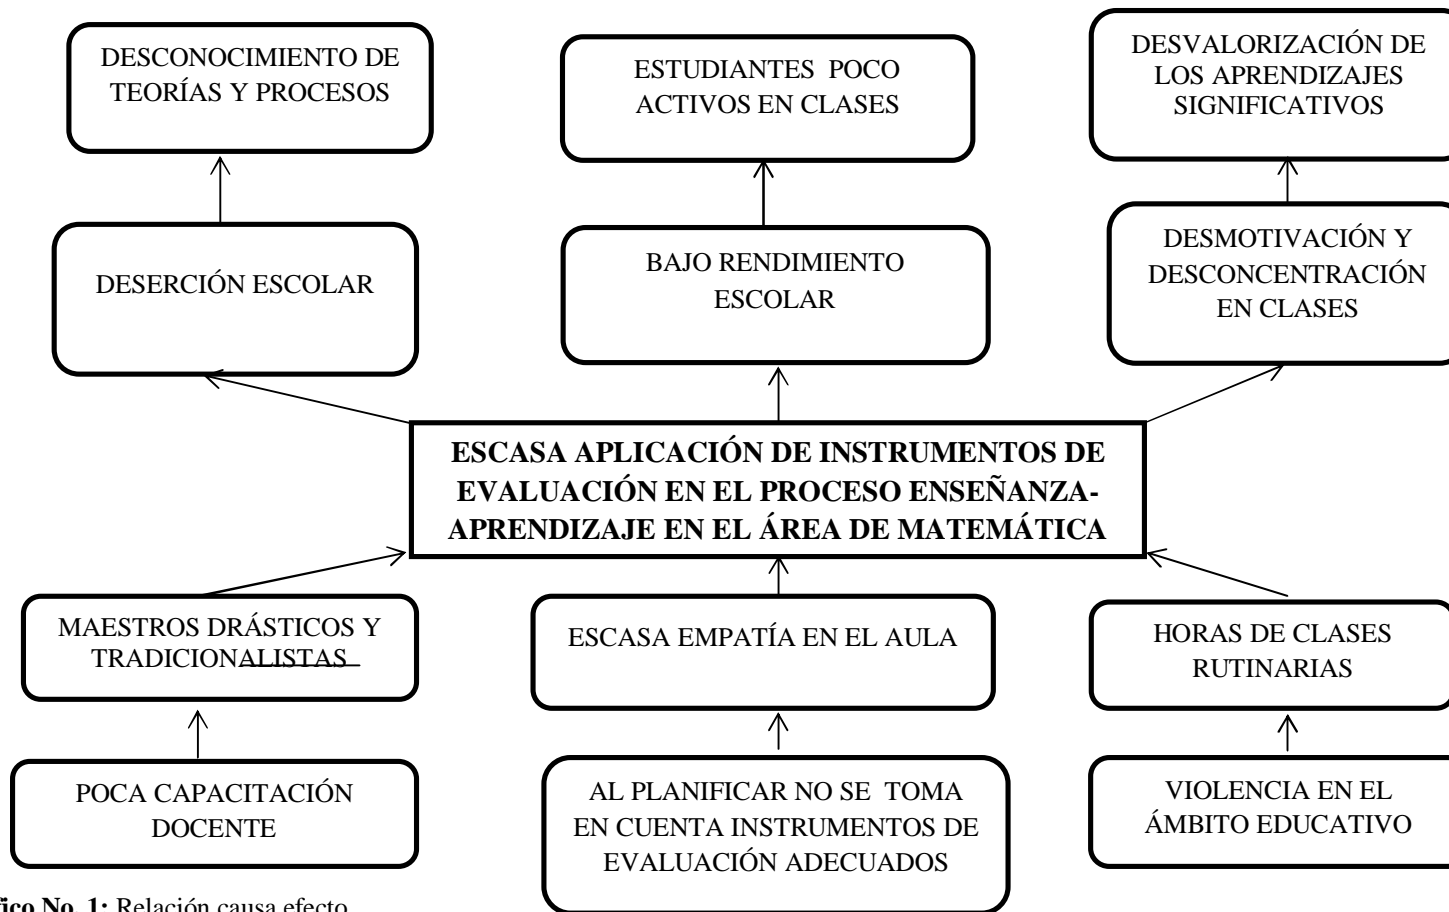 DESCONOCIMIENTO DE
TEORÍAS Y PROCESOS
ESTUDIANTES POCO
ACTIVOS EN CLASES
DESVALORIZACIÓN DE
LOS APRENDIZAJES
SIGNIFICATIVOS
DESERCIÓN ESCOLAR
BAJO RENDIMIENTO
ESCOLAR
DESMOTIVACIÓN Y
DESCONCENTRACIÓN
EN CLASES
ESCASA APLICACIÓN DE INSTRUMENTOS DE
EVALUACIÓN EN EL PROCESO ENSEÑANZA-
APRENDIZAJE EN EL ÁREA DE MATEMÁTICA
MAESTROS DRÁSTICOS Y
TRADICIONALISTAS
ESCASA EMPATÍA EN EL AULA
HORAS DE CLASES
RUTINARIAS
POCA CAPACITACIÓN
DOCENTE
AL PLANIFICAR NO SE TOMA
EN CUENTA INSTRUMENTOS DE
EVALUACIÓN ADECUADOS
VIOLENCIA EN EL
ÁMBITO EDUCATIVO
fico No. 1: Relación causa efecto